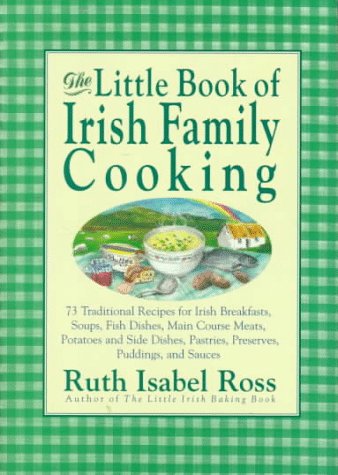 The Little Book of
Irish Family
Cooking
73 Traditional Recipes for Irish Breakfasts,
Soups, Fish Dishes, Main Course Meats,
Potatoes and Side Dishes, Pastries, Preserves,
Puddings, and Sauces
Ruth Isabel Ross
Author of The Little Irish Baking Book